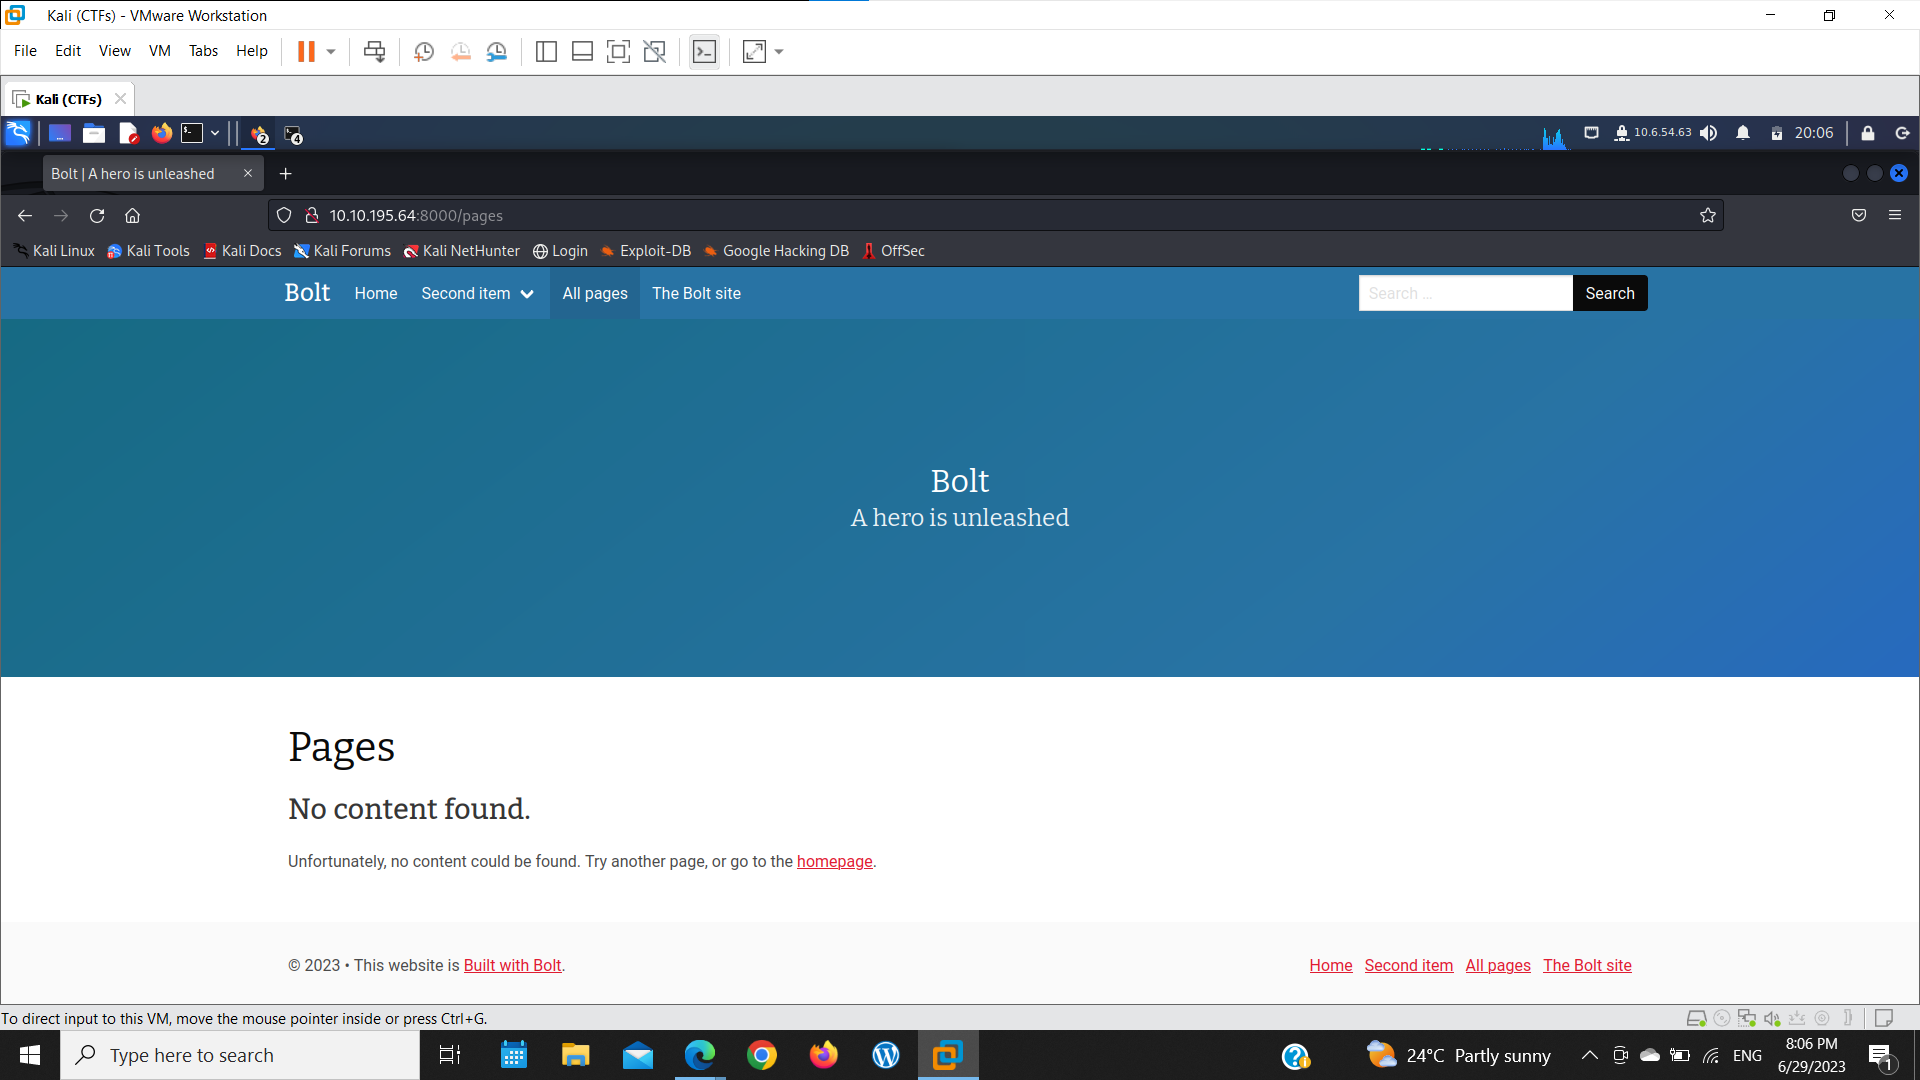 Kali (CTFs) - VMware Workstation
File Edit View VM Tabs Help
Kali (CTFs)
2 4 10.6.54.63 20:06
Bolt | A hero is unleashed
10.10.195.64:8000/pages
Kali Linux Kali Tools Kali Docs Kali Forums Kali NetHunter Login Exploit-DB Google Hacking DB OffSec
Bolt Home Second item All pages The Bolt site Search ... Search
Bolt
A hero is unleashed
Pages
No content found.
Unfortunately, no content could be found. Try another page, or go to the homepage.
© 2023 • This website is Built with Bolt. Home Second item All pages The Bolt site
To direct input to this VM, move the mouse pointer inside or press Ctrl+G.
Type here to search 24°C Partly sunny ENG 8:06 PM
6/29/2023 1